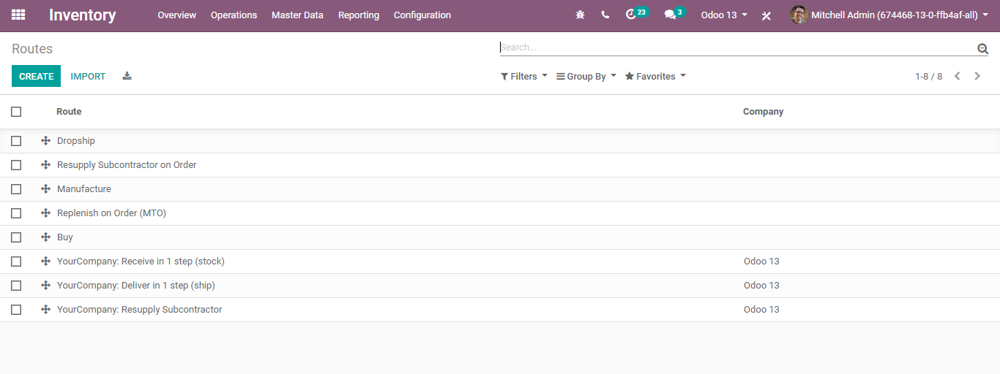 Inventory Overview Operations Master Data Reporting Configuration 23 3 Odoo 13 Mitchell Admin (674468-13-0-ffb4af-all)
Routes Search...
CREATE IMPORT Filters Group By Favorites 1-8 / 8
Route Company
Dropship
Resupply Subcontractor on Order
Manufacture
Replenish on Order (MTO)
Buy
YourCompany: Receive in 1 step (stock) Odoo 13
YourCompany: Deliver in 1 step (ship) Odoo 13
YourCompany: Resupply Subcontractor Odoo 13